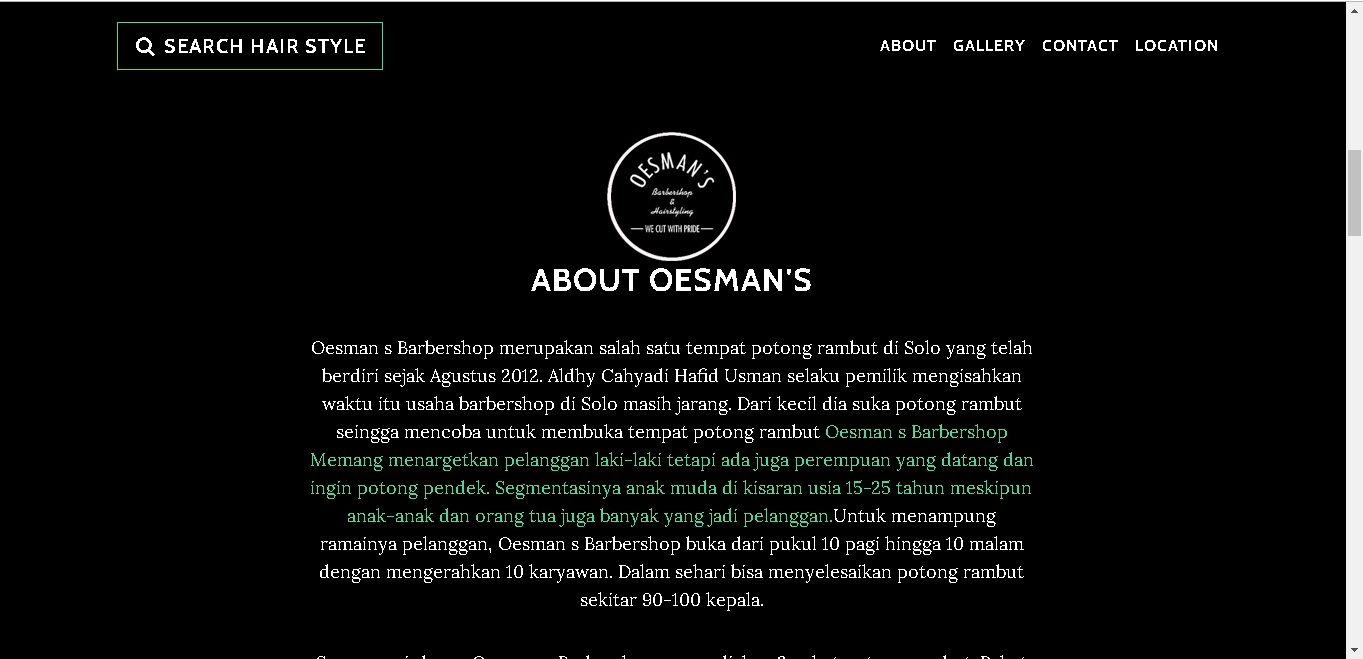 SEARCH HAIR STYLE
ABOUT GALLERY CONTACT LOCATION
OESMAN'S
Barbershop
&
Hairstyling
WE CUT WITH PRIDE
ABOUT OESMAN'S
Oesman s Barbershop merupakan salah satu tempat potong rambut di Solo yang telah
berdiri sejak Agustus 2012. Aldhy Cahyadi Hafid Usman selaku pemilik mengisahkan
waktu itu usaha barbershop di Solo masih jarang. Dari kecil dia suka potong rambut
seingga mencoba untuk membuka tempat potong rambut Oesman s Barbershop
Memang menargetkan pelanggan laki-laki tetapi ada juga perempuan yang datang dan
ingin potong pendek. Segmentasinya anak muda di kisaran usia 15-25 tahun meskipun
anak-anak dan orang tua juga banyak yang jadi pelanggan.Untuk menampung
ramainya pelanggan, Oesman s Barbershop buka dari pukul 10 pagi hingga 10 malam
dengan mengerahkan 10 karyawan. Dalam sehari bisa menyelesaikan potong rambut
sekitar 90-100 kepala.